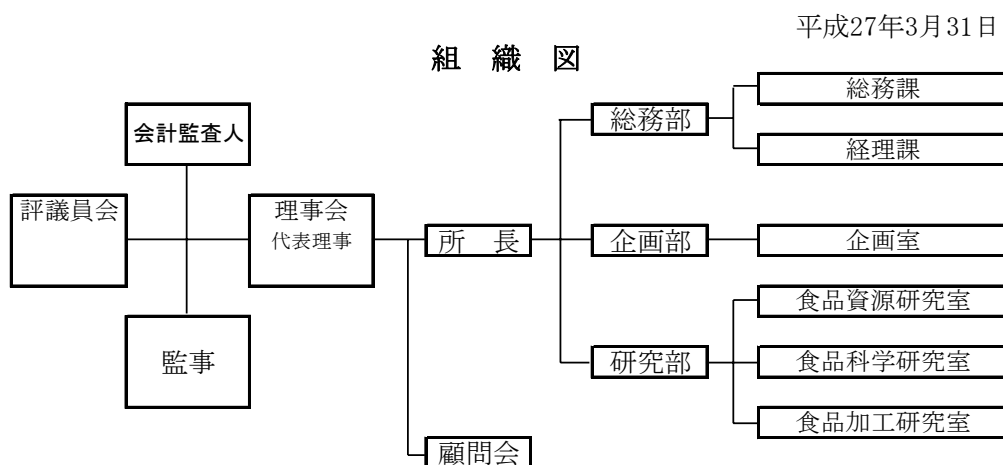 平成27年3月31日
組 織 図
会計監査人
評議員会
理事会
代表理事
監事
所 長
顧問会
総務部
総務課
経理課
企画部
企画室
研究部
食品資源研究室
食品科学研究室
食品加工研究室